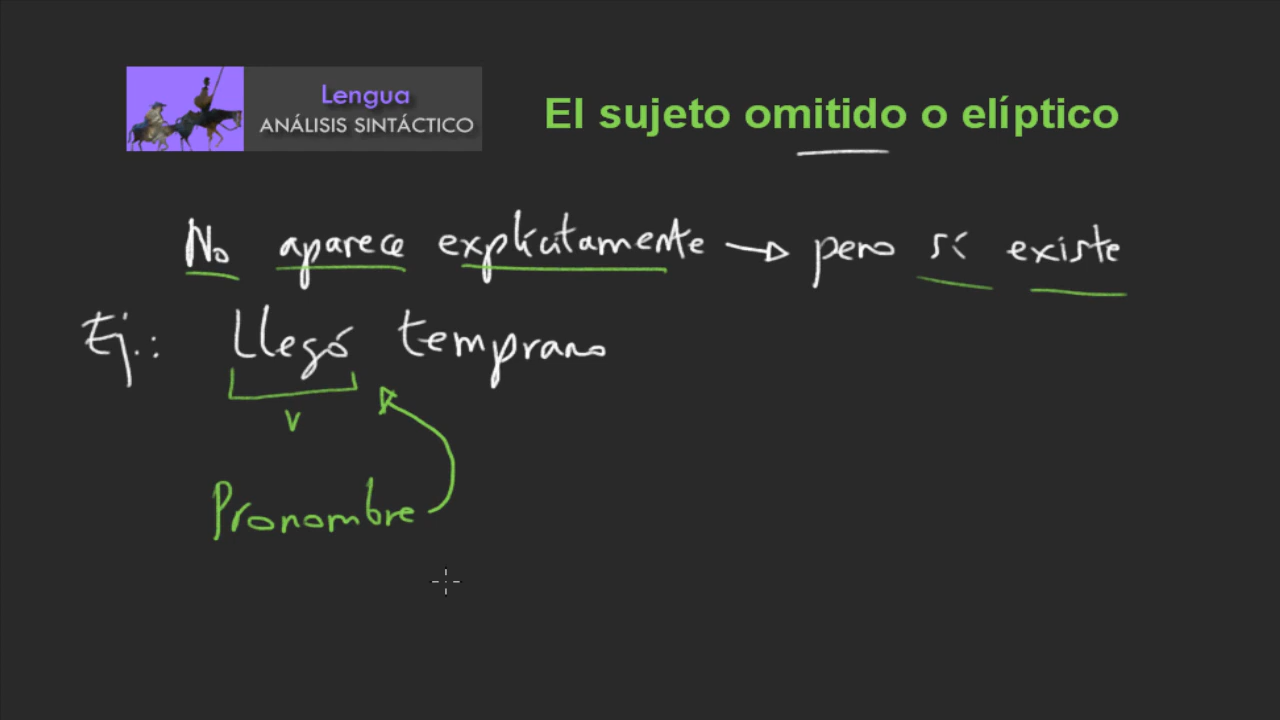 Lengua
ANÁLISIS SINTÁCTICO
El sujeto omitido o elíptico
No aparece explícitamente → pero sí existe
Ej.: Llegó temprano
V
Pronombre